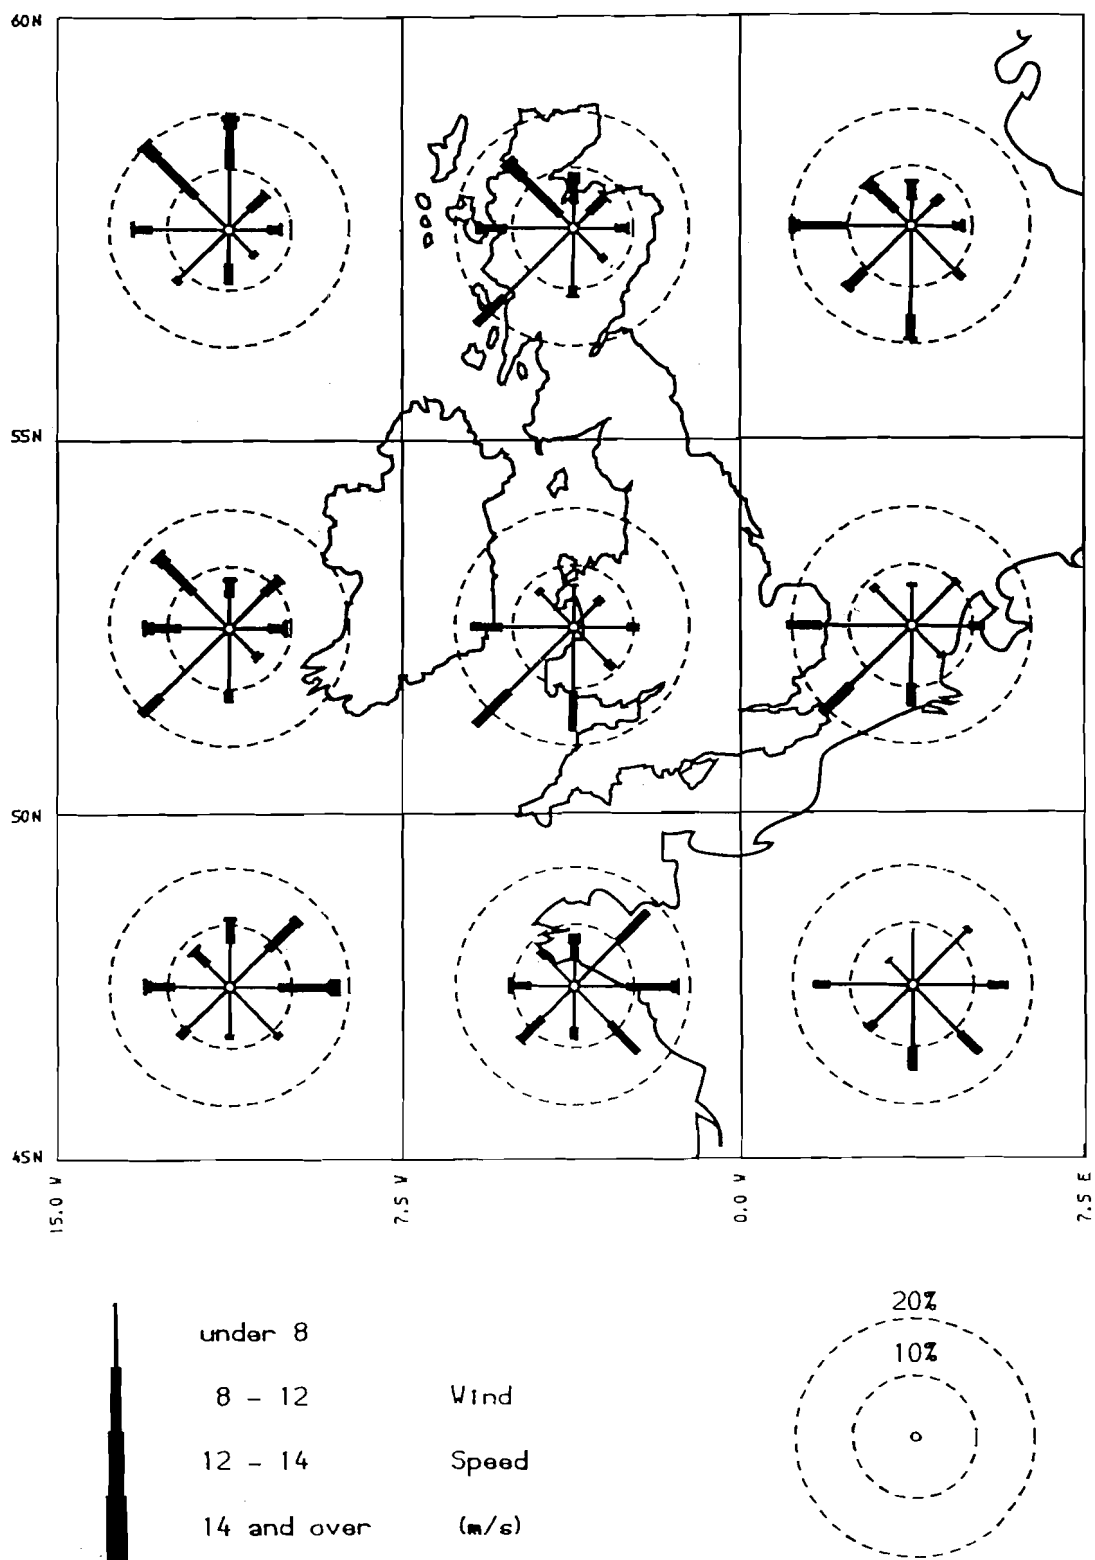 60N
55N
50N
45N
15.0 W
7.5 W
0.0 W
7.5 E
20%
under 8
10%
8 - 12 Wind
12 - 14 Speed
14 and over (m/s)